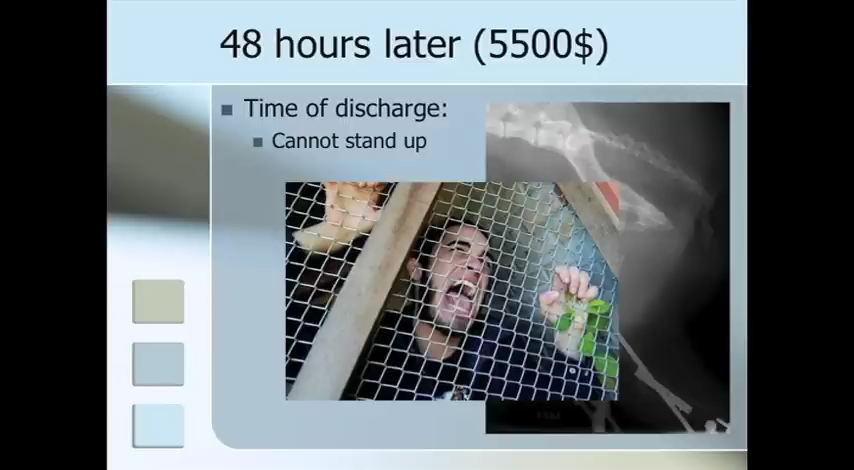 48 hours later (5500$)
Time of discharge:
Cannot stand up